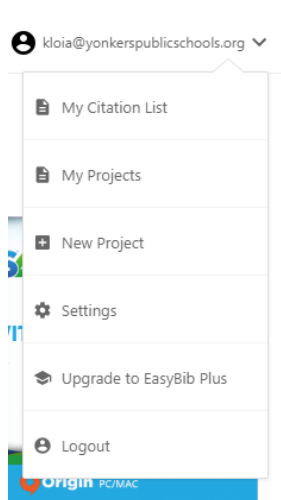 kloia@yonkerspublicschools.org
My Citation List
My Projects
New Project
Settings
Upgrade to EasyBib Plus
Logout
Origin PC/MAC